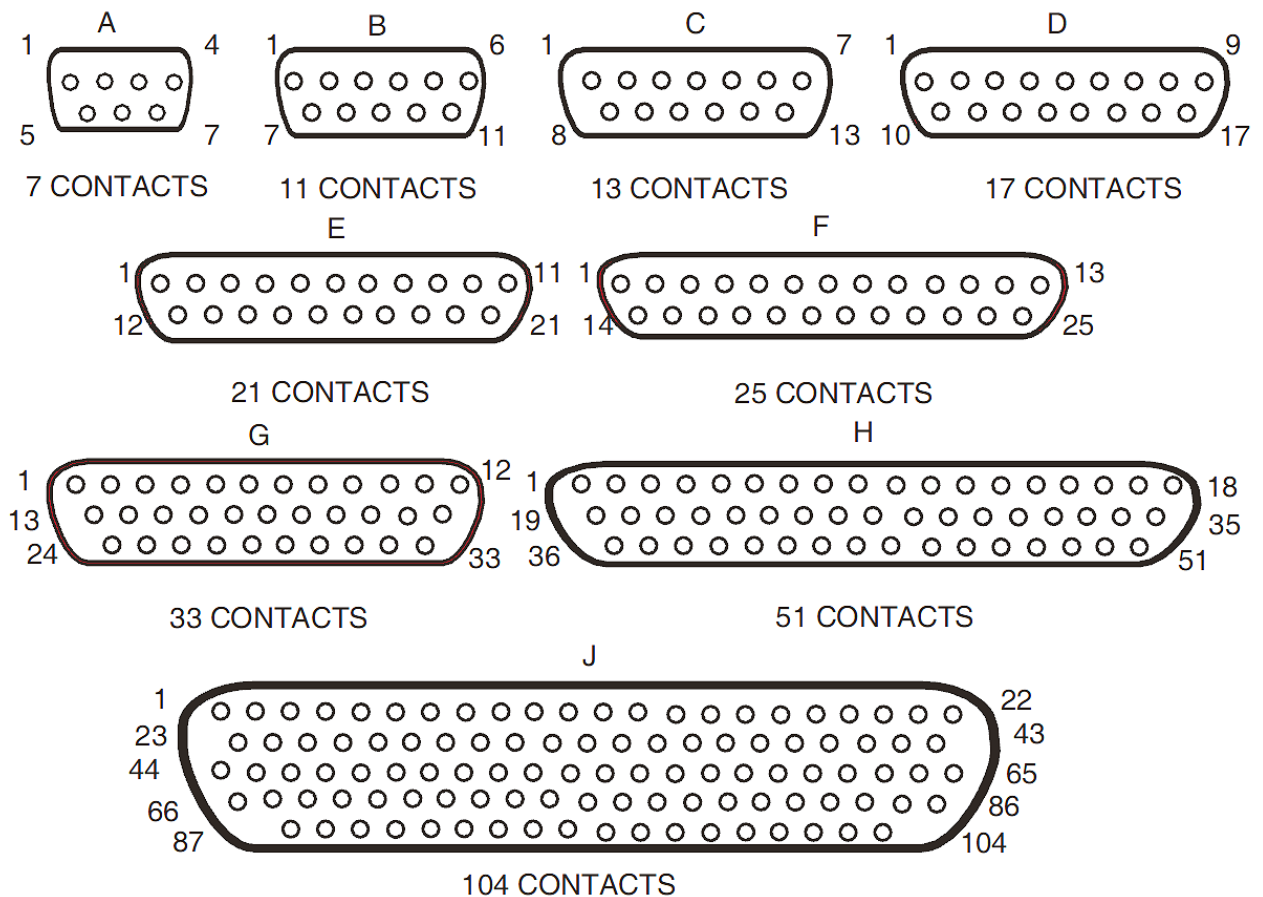 A B C D
1 4 1 6 1 7 1 9
5 7 7 11 8 13 10 17
7 CONTACTS 11 CONTACTS 13 CONTACTS 17 CONTACTS
E F
1 11 1 13
12 21 14 25
21 CONTACTS 25 CONTACTS
G H
1 12 1 18
13 19 35
24 33 36 51
33 CONTACTS 51 CONTACTS
J
1 22
23 43
44 65
66 86
87 104
104 CONTACTS